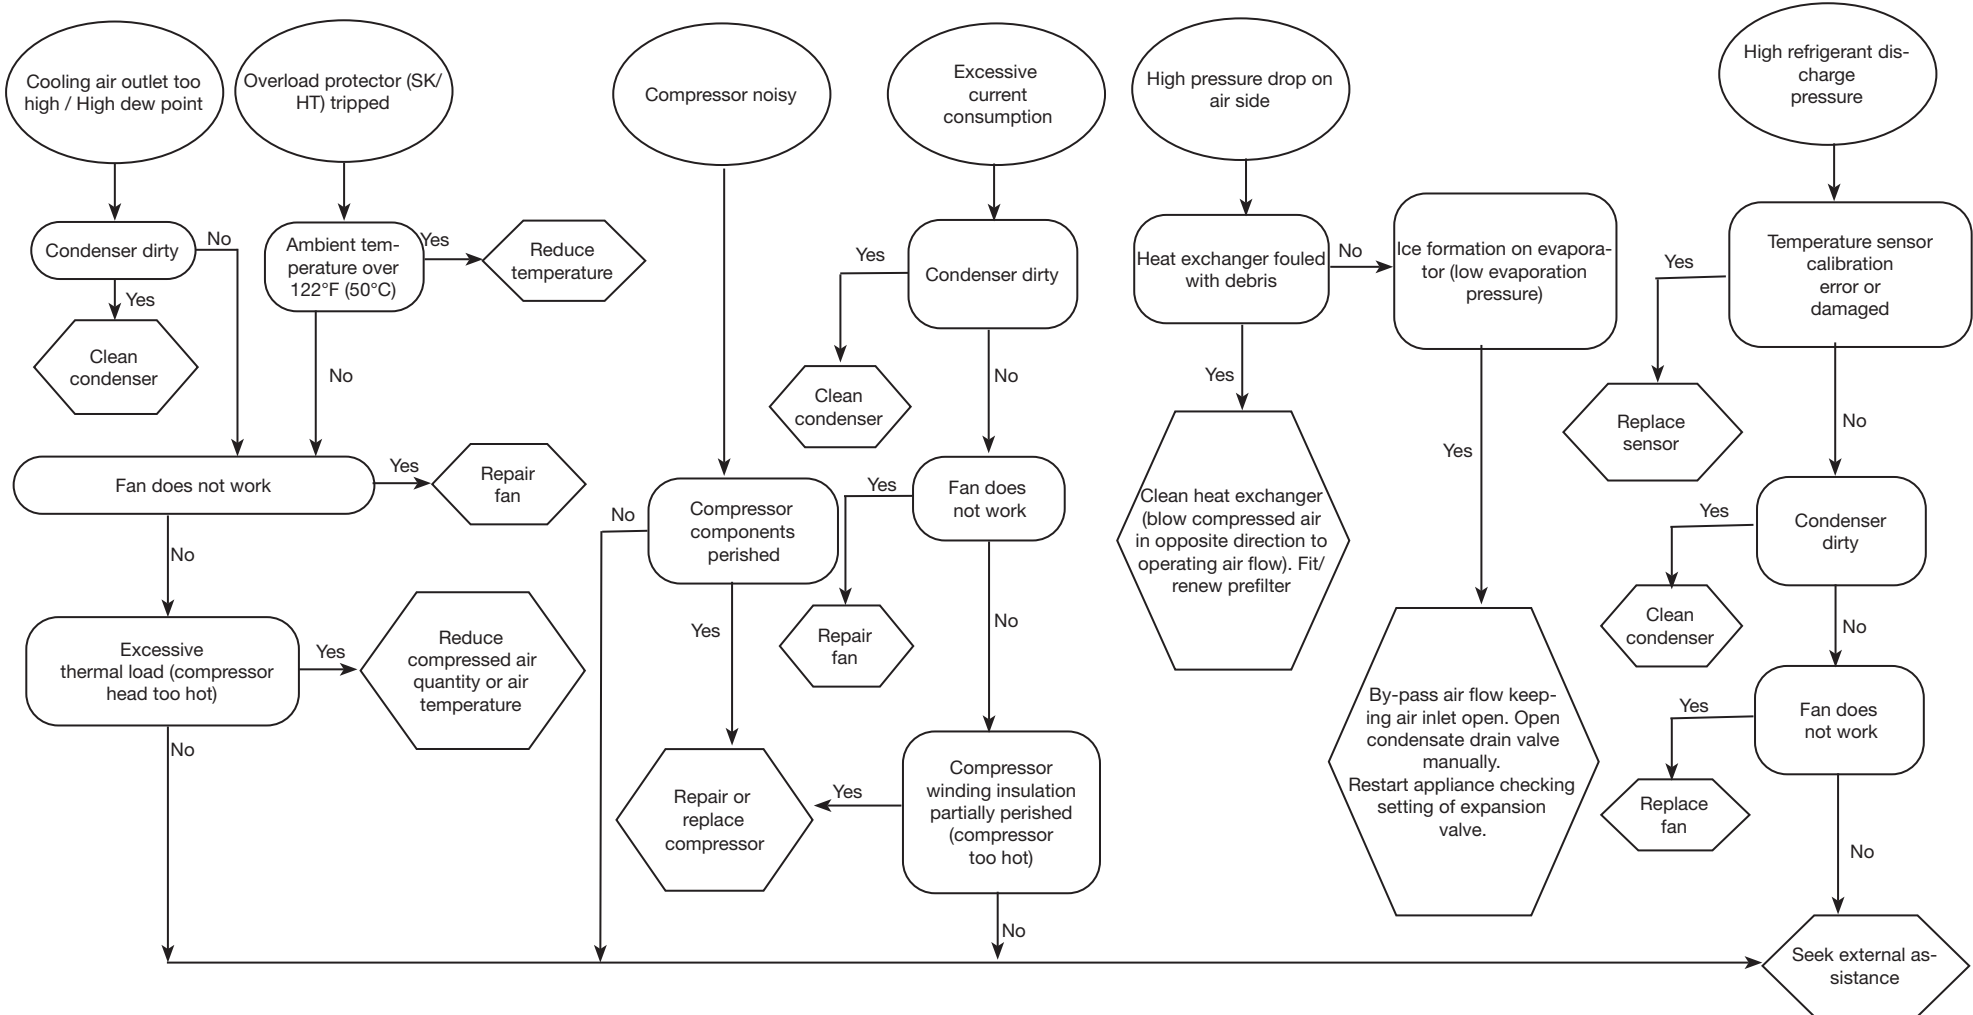 Cooling air outlet too
high / High dew point
Condenser dirty
No
Yes
Clean
condenser
Overload protector (SK/
HT) tripped
Ambient tem-
perature over
122°F (50°C)
Yes
Reduce
temperature
No
Fan does not work
Yes
Repair
fan
No
Excessive
thermal load (compressor
head too hot)
Yes
Reduce
compressed air
quantity or air
temperature
No
Compressor noisy
Compressor
components
perished
No
Yes
Repair or
replace
compressor
Excessive
current
consumption
Condenser dirty
Yes
Clean
condenser
No
Fan does
not work
Yes
Repair
fan
No
Compressor
winding insulation
partially perished
(compressor
too hot)
Yes
No
High pressure drop on
air side
Heat exchanger fouled
with debris
No
Yes
Clean heat exchanger
(blow compressed air
in opposite direction to
operating air flow). Fit/
renew prefilter
Ice formation on evapora-
tor (low evaporation
pressure)
Yes
By-pass air flow keep-
ing air inlet open. Open
condensate drain valve
manually.
Restart appliance checking
setting of expansion
valve.
High refrigerant dis-
charge
pressure
Temperature sensor
calibration
error or
damaged
Yes
Replace
sensor
No
Condenser
dirty
Yes
Clean
condenser
No
Fan does
not work
Yes
Replace
fan
No
Seek external as-
sistance